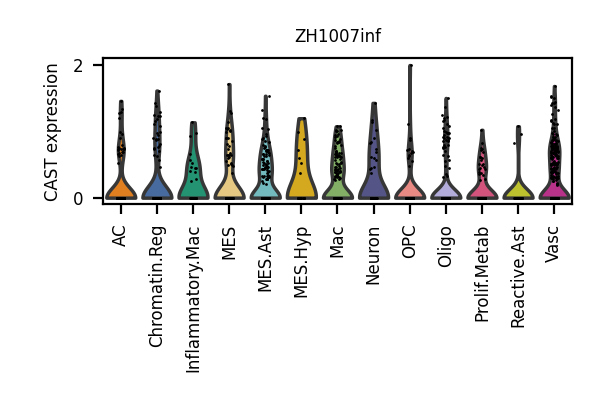 ZH1007inf
CAST expression
2
0
AC
Chromatin.Reg
Inflammatory.Mac
MES
MES.Ast
MES.Hyp
Mac
Neuron
OPC
Oligo
Prolif.Metab
Reactive.Ast
Vasc